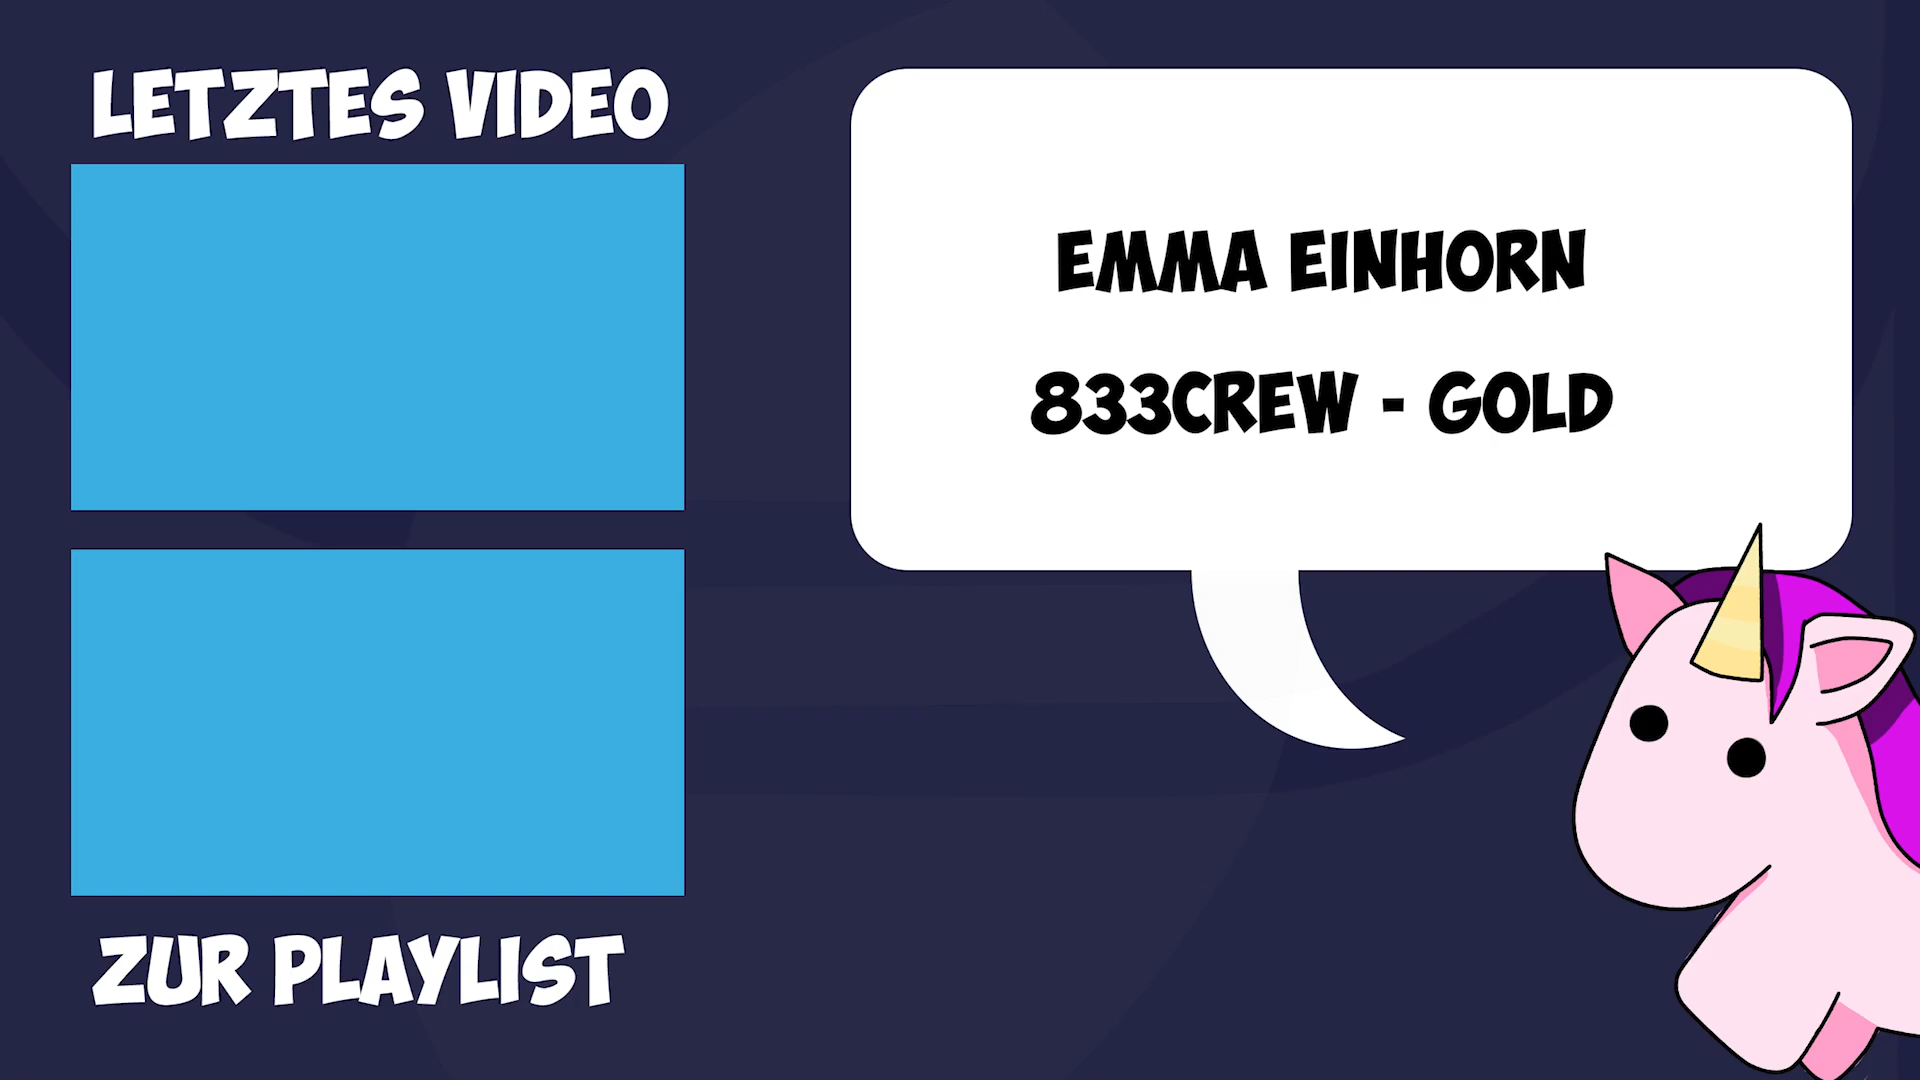 LETZTES VIDEO
EMMA EINHORN
833CREW - GOLD
ZUR PLAYLIST